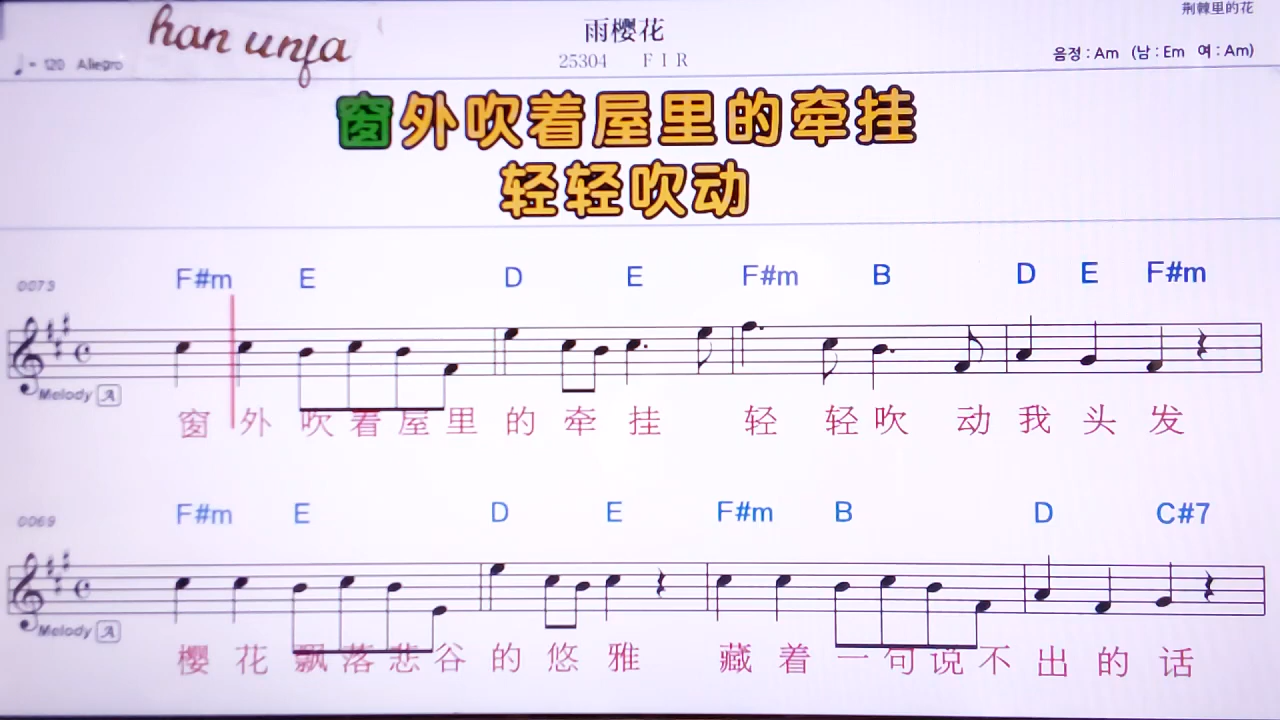 荆棘里的花
han unfa
雨樱花
♩= 120 Allegro
25304 F I R
음정 : Am (남 : Em 여 : Am)
窗外吹着屋里的牵挂
轻轻吹动
0073
F#m E D E F#m B D E F#m
Melody A
窗外吹着屋里的牵挂 轻轻吹动我头发
0069
F#m E D E F#m B D C#7
Melody A
樱花飘落悲谷的悠雅 藏着一句说不出的话